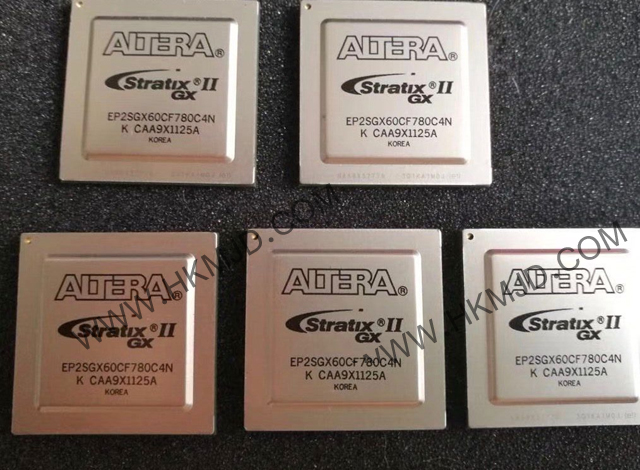 ALTERA®
Stratix® II
GX
EP2SGX60CF780C4N
K CAA9X1125A
KOREA
ALTERA®
Stratix® II
GX
EP2SGX60CF780C4N
K CAA9X1125A
KOREA
ALTERA®
Stratix® II
GX
EP2SGX60CF780C4N
K CAA9X1125A
KOREA
ALTERA®
Stratix® II
GX
EP2SGX60CF780C4N
K CAA9X1125A
KOREA
ALTERA®
Stratix® II
GX
EP2SGX60CF780C4N
K CAA9X1125A
KOREA
WWW.HKMJD.COM
WWW.HKMJD.COM